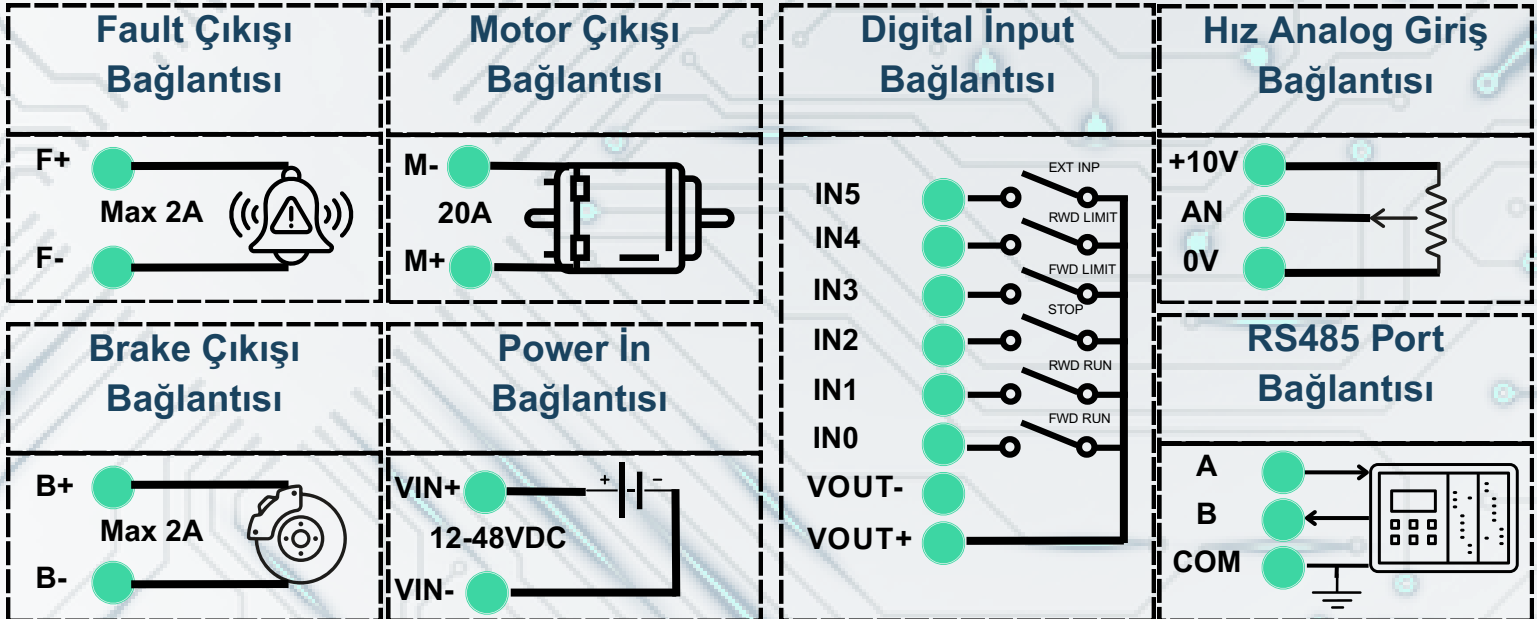 Fault Çıkışı
Bağlantısı
F+
Max 2A
F-
Motor Çıkışı
Bağlantısı
M-
20A
M+
Digital İnput
Bağlantısı
EXT INP
IN5
RWD LIMIT
IN4
FWD LIMIT
IN3
STOP
IN2
RWD RUN
IN1
FWD RUN
IN0
VOUT-
VOUT+
Hız Analog Giriş
Bağlantısı
+10V
AN
0V
Brake Çıkışı
Bağlantısı
B+
Max 2A
B-
Power İn
Bağlantısı
VIN+
+ -
12-48VDC
VIN-
RS485 Port
Bağlantısı
A
B
COM